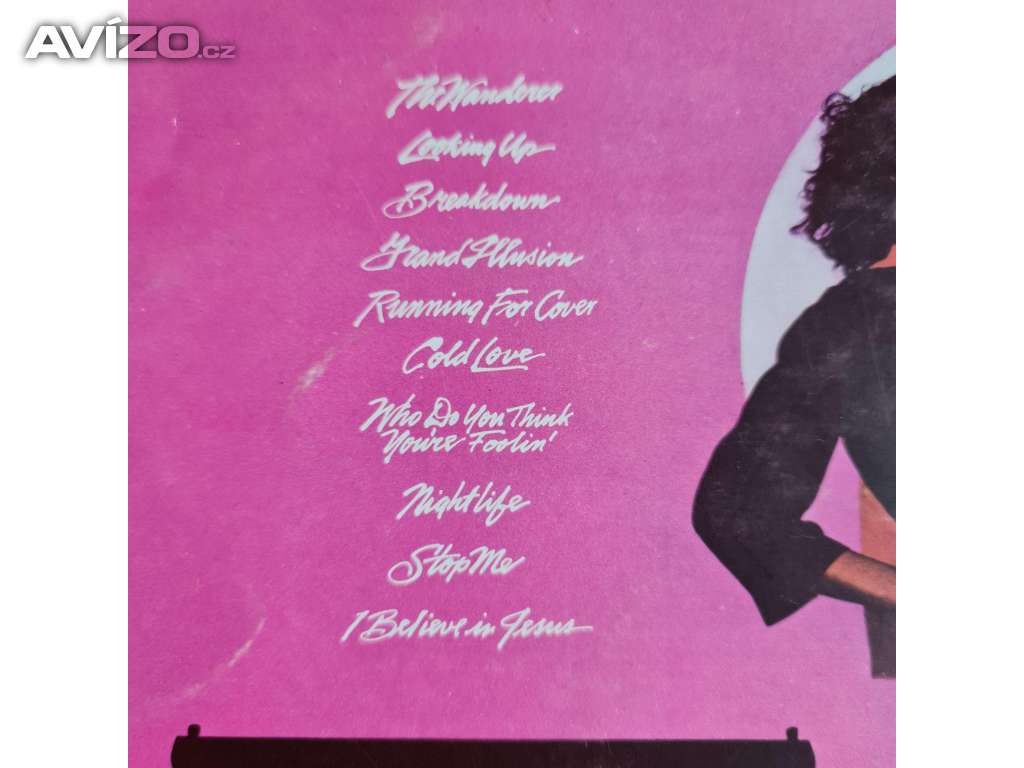 AVÍZO.cz
The Wanderer
Looking Up
Breakdown
Grand Illusion
Running For Cover
Cold Love
Who Do You Think
You're Foolin'
Nightlife
Stop Me
I Believe in Jesus